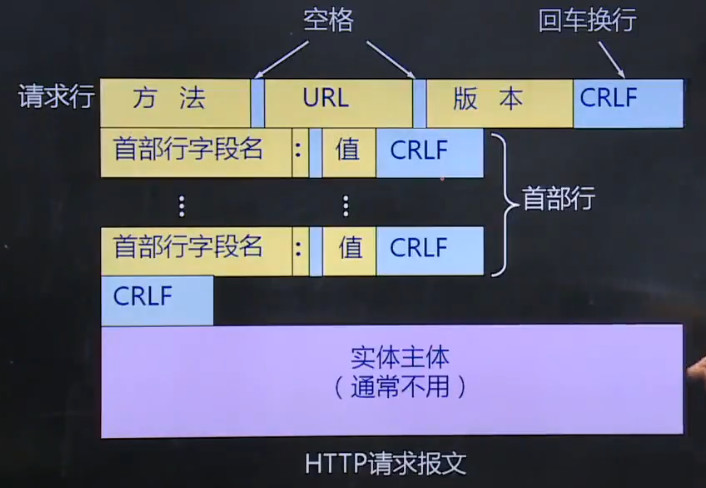 空格 回车换行
请求行 方 法 URL 版 本 CRLF
首部行字段名 : 值 CRLF
⋮ ⋮ 首部行
首部行字段名 : 值 CRLF
CRLF
实体主体
（通常不用）
HTTP请求报文